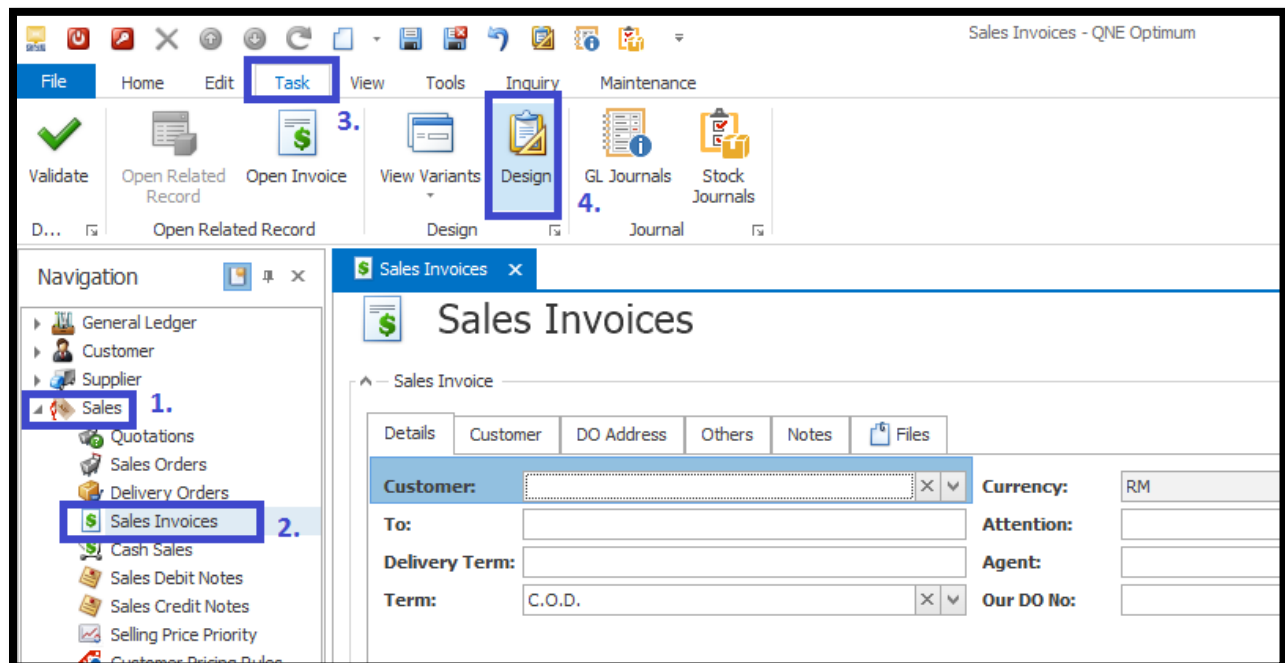 Sales Invoices - QNE Optimum
File Home Edit Task View Tools Inquiry Maintenance
3.
Validate Open Related Record Open Invoice View Variants Design GL Journals Stock Journals
4.
D... Open Related Record Design Journal
Navigation
General Ledger
Customer
Supplier
Sales 1.
Quotations
Sales Orders
Delivery Orders
Sales Invoices 2.
Cash Sales
Sales Debit Notes
Sales Credit Notes
Selling Price Priority
Customer Pricing Rules
Sales Invoices
Sales Invoices
Sales Invoice
Details Customer DO Address Others Notes Files
Customer: Currency: RM
To: Attention:
Delivery Term: Agent:
Term: C.O.D. Our DO No: